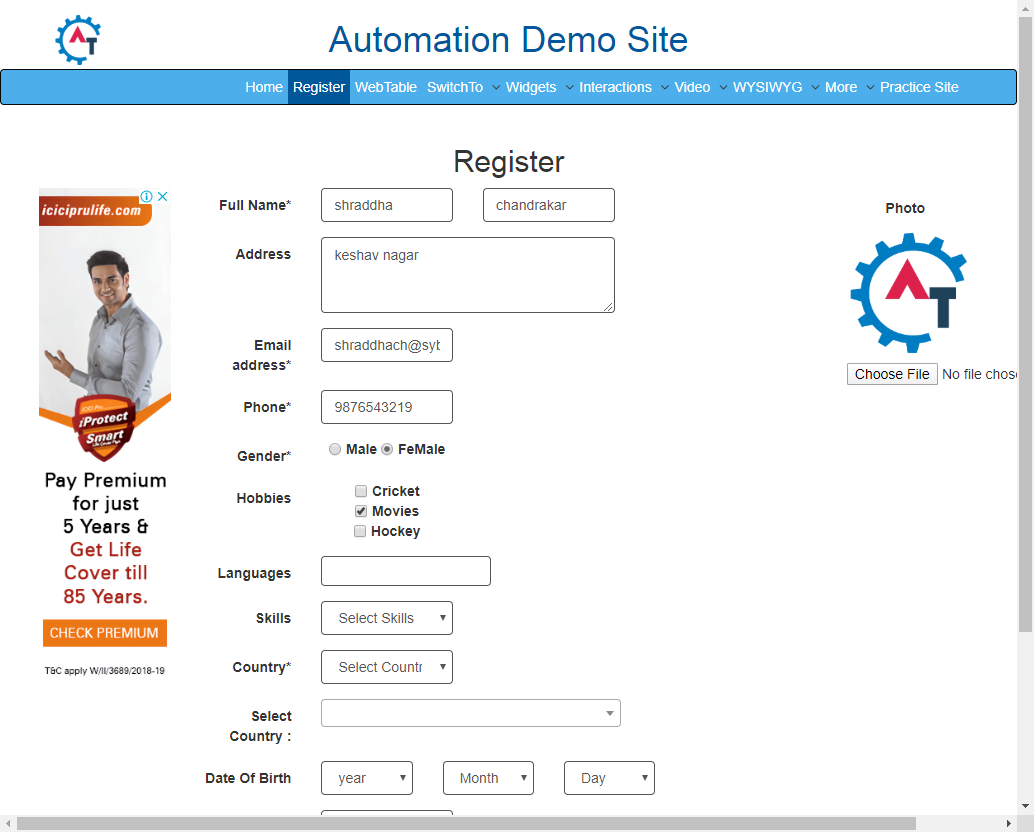 AT
Automation Demo Site
Home Register WebTable SwitchTo Widgets Interactions Video WYSIWYG More Practice Site
Register
iciciprulife.com
iProtect
Smart
Pay Premium
for just
5 Years &
Get Life
Cover till
85 Years.
CHECK PREMIUM
T&C apply W/II/3689/2018-19
Full Name* shraddha chandrakar
Address keshav nagar
Email
address* shraddhach@syt
Phone* 9876543219
Gender* Male FeMale
Hobbies Cricket
Movies
Hockey
Languages
Skills Select Skills
Country* Select Countr
Select
Country :
Date Of Birth year Month Day
Photo
AT
Choose File No file chose